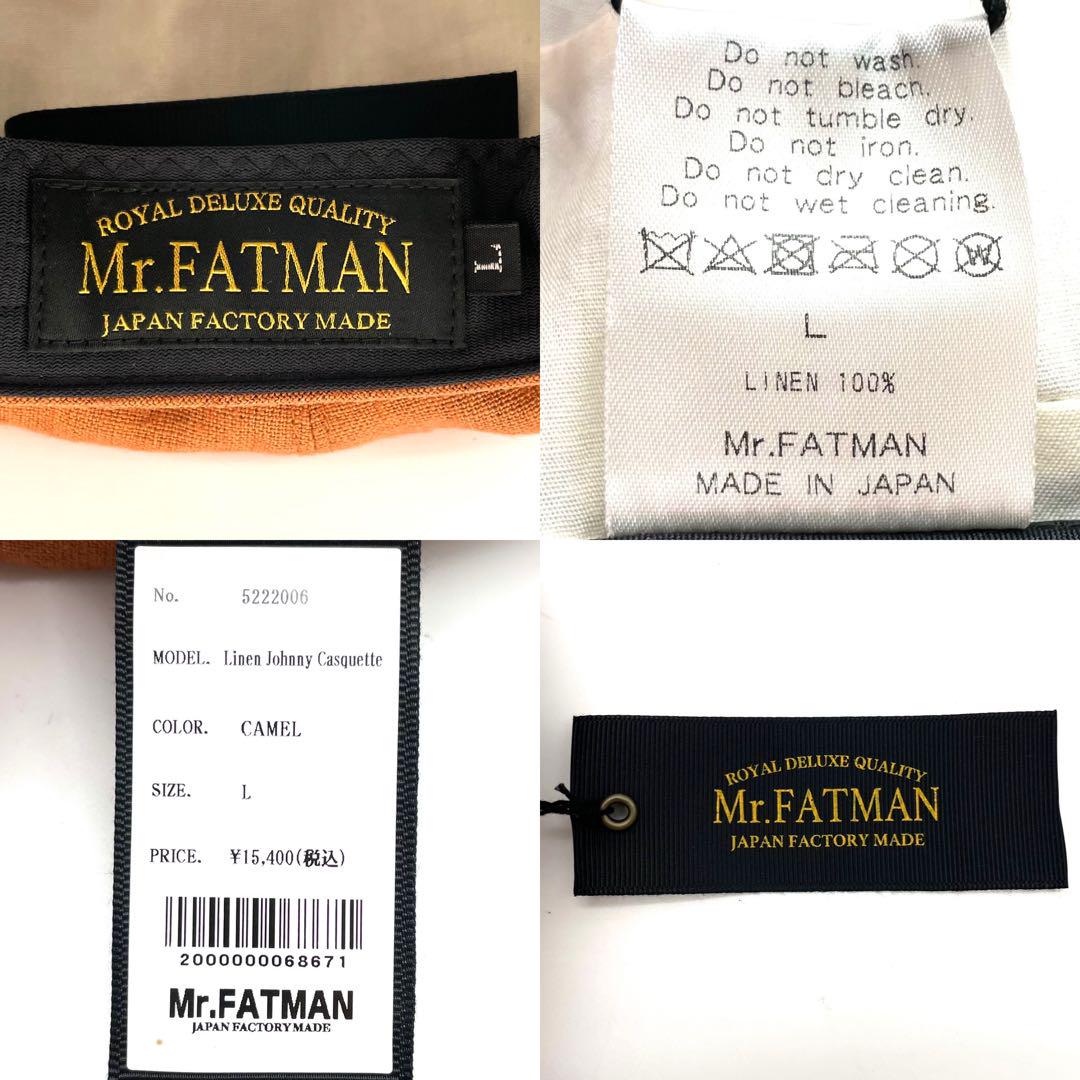 ROYAL DELUXE QUALITY
Mr.FATMAN
JAPAN FACTORY MADE
L
Do not wash.
Do not bleach.
Do not tumble dry.
Do not iron.
Do not dry clean.
Do not wet cleaning.
W
L
LINEN 100%
Mr.FATMAN
MADE IN JAPAN
No. 5222006
MODEL. Linen Johnny Casquette
COLOR. CAMEL
SIZE. L
PRICE. ¥15,400(税込)
2000000068671
Mr.FATMAN
JAPAN FACTORY MADE
ROYAL DELUXE QUALITY
Mr.FATMAN
JAPAN FACTORY MADE